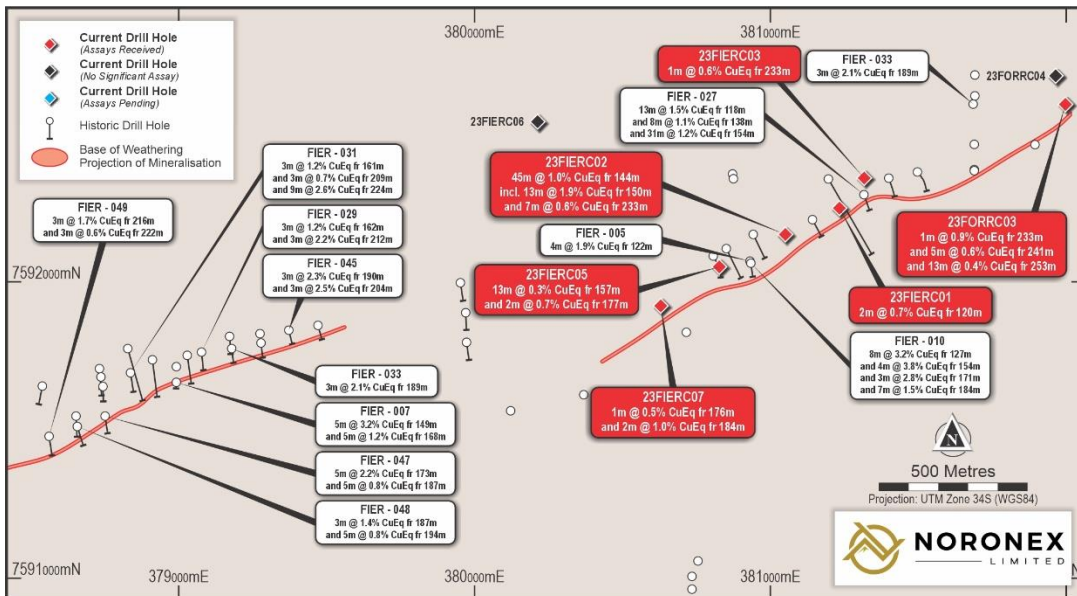 380000mE
381000mE
Current Drill Hole
(Assays Received)
Current Drill Hole
(No Significant Assay)
Current Drill Hole
(Assays Pending)
Historic Drill Hole
Base of Weathering
Projection of Mineralisation
23FIERC03
1m @ 0.6% CuEq fr 233m
FIER - 033
3m @ 2.1% CuEq fr 189m
23FORRC04
FIER - 027
13m @ 1.5% CuEq fr 118m
and 8m @ 1.1% CuEq fr 138m
and 31m @ 1.2% CuEq fr 154m
23FIERC06
FIER - 031
3m @ 1.2% CuEq fr 161m
and 3m @ 0.7% CuEq fr 209m
and 9m @ 2.6% CuEq fr 224m
23FIERC02
45m @ 1.0% CuEq fr 144m
incl. 13m @ 1.9% CuEq fr 150m
and 7m @ 0.6% CuEq fr 233m
FIER - 049
3m @ 1.7% CuEq fr 216m
and 3m @ 0.6% CuEq fr 222m
FIER - 029
3m @ 1.2% CuEq fr 162m
and 3m @ 2.2% CuEq fr 212m
FIER - 005
4m @ 1.9% CuEq fr 122m
23FORRC03
1m @ 0.9% CuEq fr 233m
and 5m @ 0.6% CuEq fr 241m
and 13m @ 0.4% CuEq fr 253m
7592000mN
FIER - 045
3m @ 2.3% CuEq fr 190m
and 3m @ 2.5% CuEq fr 204m
23FIERC05
13m @ 0.3% CuEq fr 157m
and 2m @ 0.7% CuEq fr 177m
23FIERC01
2m @ 0.7% CuEq fr 120m
FIER - 010
8m @ 3.2% CuEq fr 127m
and 4m @ 3.8% CuEq fr 154m
and 3m @ 2.8% CuEq fr 171m
and 7m @ 1.5% CuEq fr 184m
FIER - 033
3m @ 2.1% CuEq fr 189m
23FIERC07
1m @ 0.5% CuEq fr 176m
and 2m @ 1.0% CuEq fr 184m
FIER - 007
5m @ 3.2% CuEq fr 149m
and 5m @ 1.2% CuEq fr 168m
FIER - 047
5m @ 2.2% CuEq fr 173m
and 5m @ 0.8% CuEq fr 187m
FIER - 048
3m @ 1.4% CuEq fr 187m
and 5m @ 0.8% CuEq fr 194m
N
500 Metres
Projection: UTM Zone 34S (WGS84)
NORONEX
LIMITED
7591000mN
379000mE
380000mE
381000mE